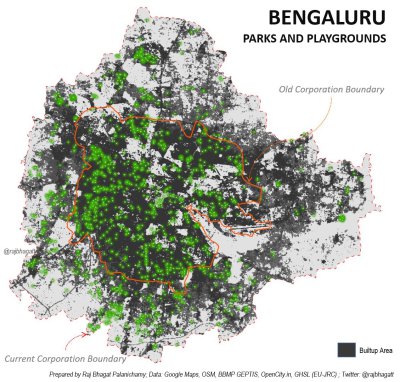 BENGALURU
PARKS AND PLAYGROUNDS
Old Corporation Boundary
@rajbhagatt
Current Corporation Boundary
Builtup Area
Prepared by Raj Bhagat Palanichamy; Data: Google Maps, OSM, BBMP GEPTIS, OpenCity.in, GHSL (EU-JRC) ; Twitter: @rajbhagatt